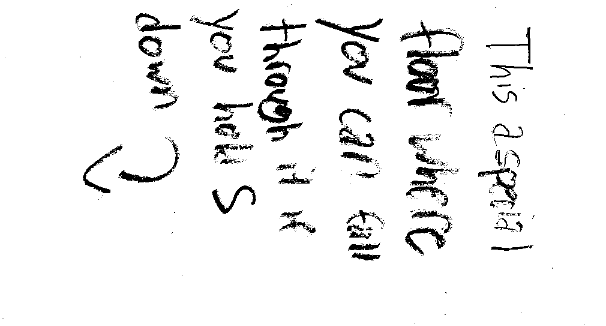 This a special
floor where
you can fall
through it if
you hold S
down